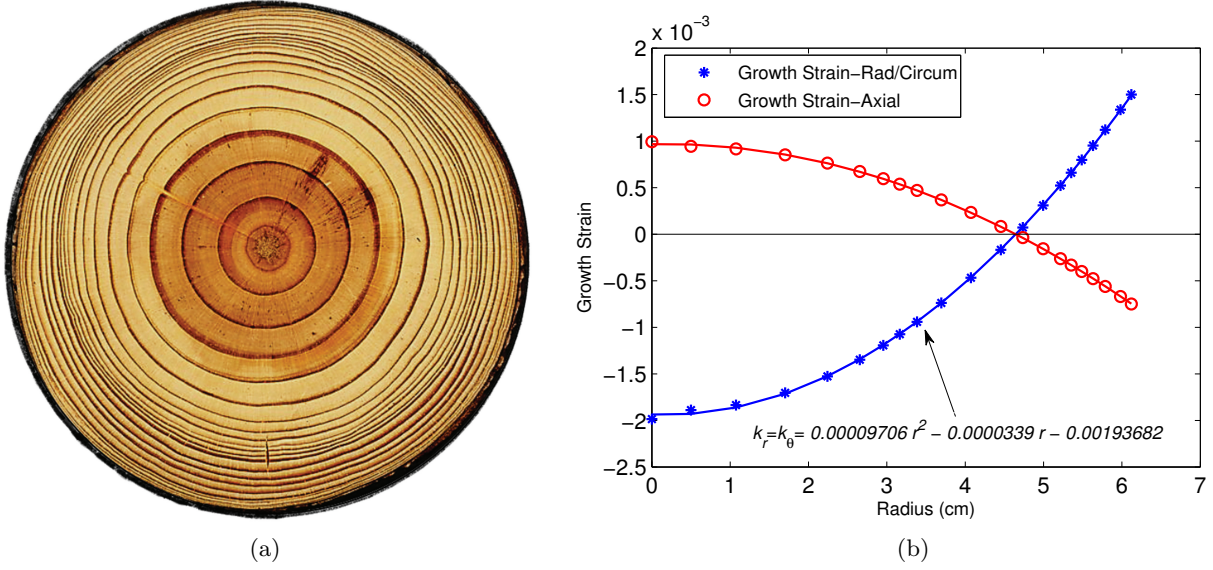 x 10⁻³
2
1.5
1
0.5
0
−0.5
−1
−1.5
−2
−2.5
Growth Strain
Growth Strain−Rad/Circum
Growth Strain−Axial
k_r=k_θ= 0.00009706 r² − 0.0000339 r − 0.00193682
0 1 2 3 4 5 6 7
Radius (cm)
(a) (b)